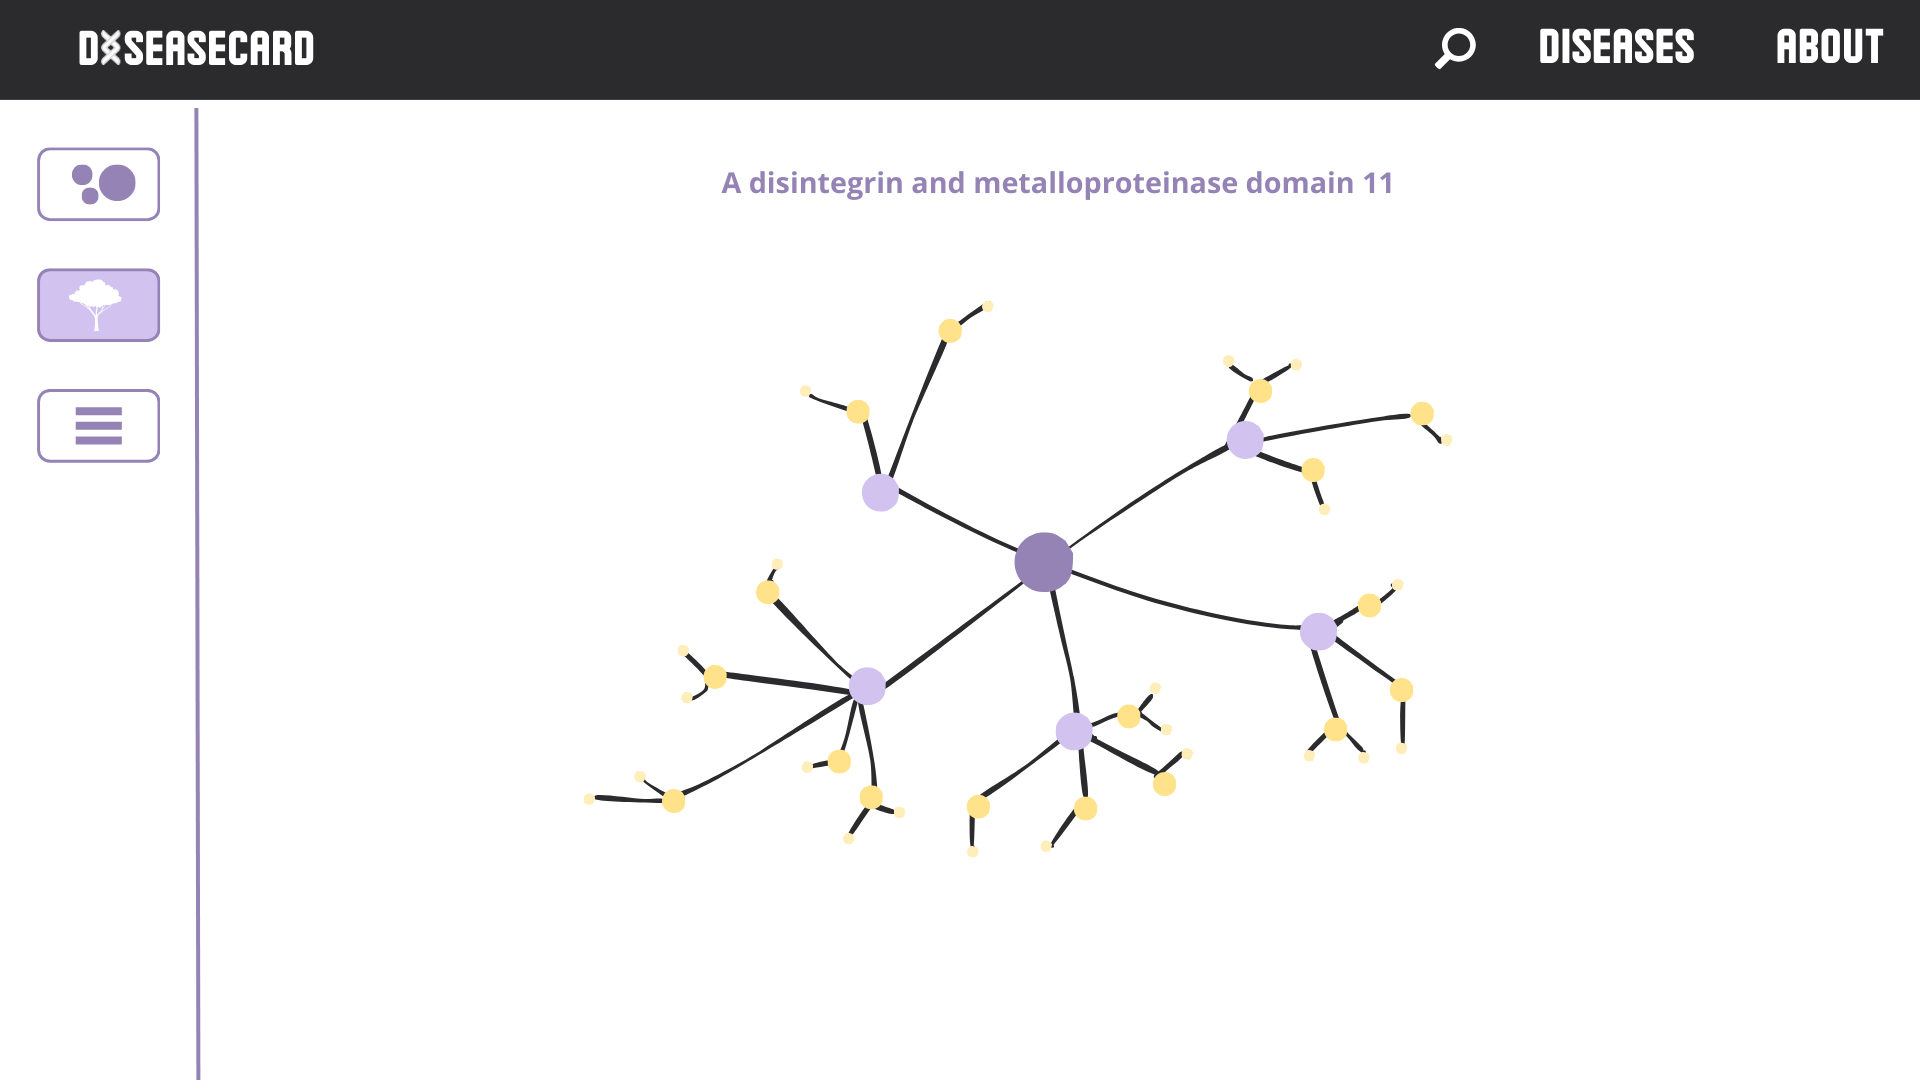 DISEASECARD
DISEASES
ABOUT
A disintegrin and metalloproteinase domain 11